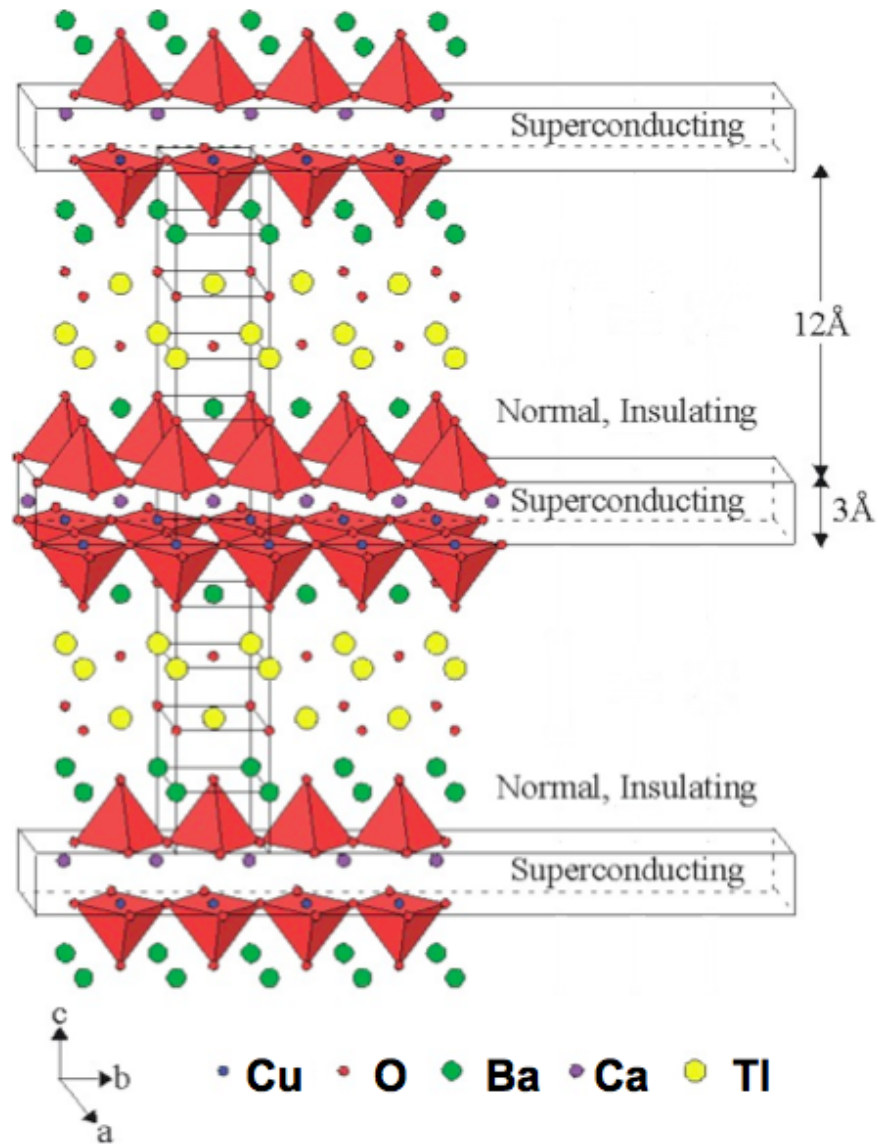 Superconducting
12Å
Normal, Insulating
Superconducting
3Å
Normal, Insulating
Superconducting
c
b
a
Cu O Ba Ca Tl